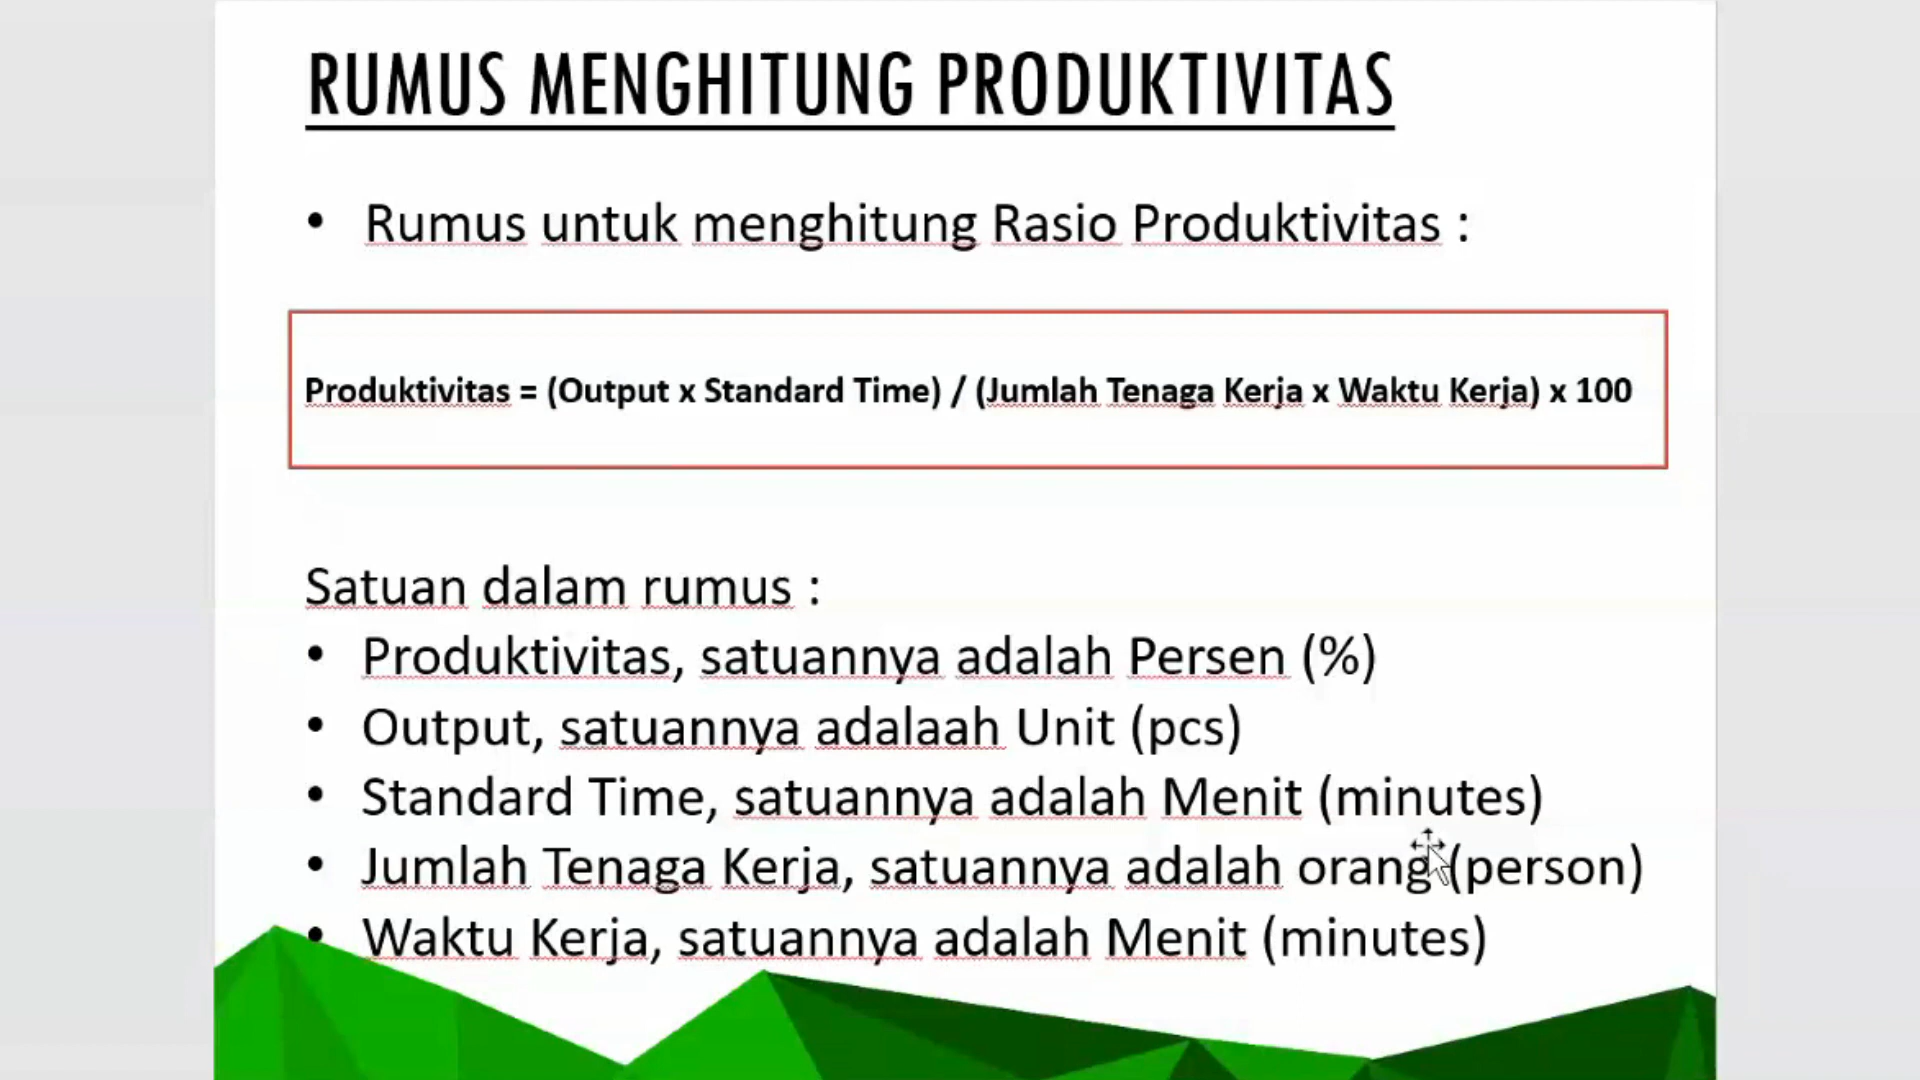 RUMUS MENGHITUNG PRODUKTIVITAS
• Rumus untuk menghitung Rasio Produktivitas :
Produktivitas = (Output x Standard Time) / (Jumlah Tenaga Kerja x Waktu Kerja) x 100
Satuan dalam rumus :
• Produktivitas, satuannya adalah Persen (%)
• Output, satuannya adalaah Unit (pcs)
• Standard Time, satuannya adalah Menit (minutes)
• Jumlah Tenaga Kerja, satuannya adalah orang (person)
• Waktu Kerja, satuannya adalah Menit (minutes)